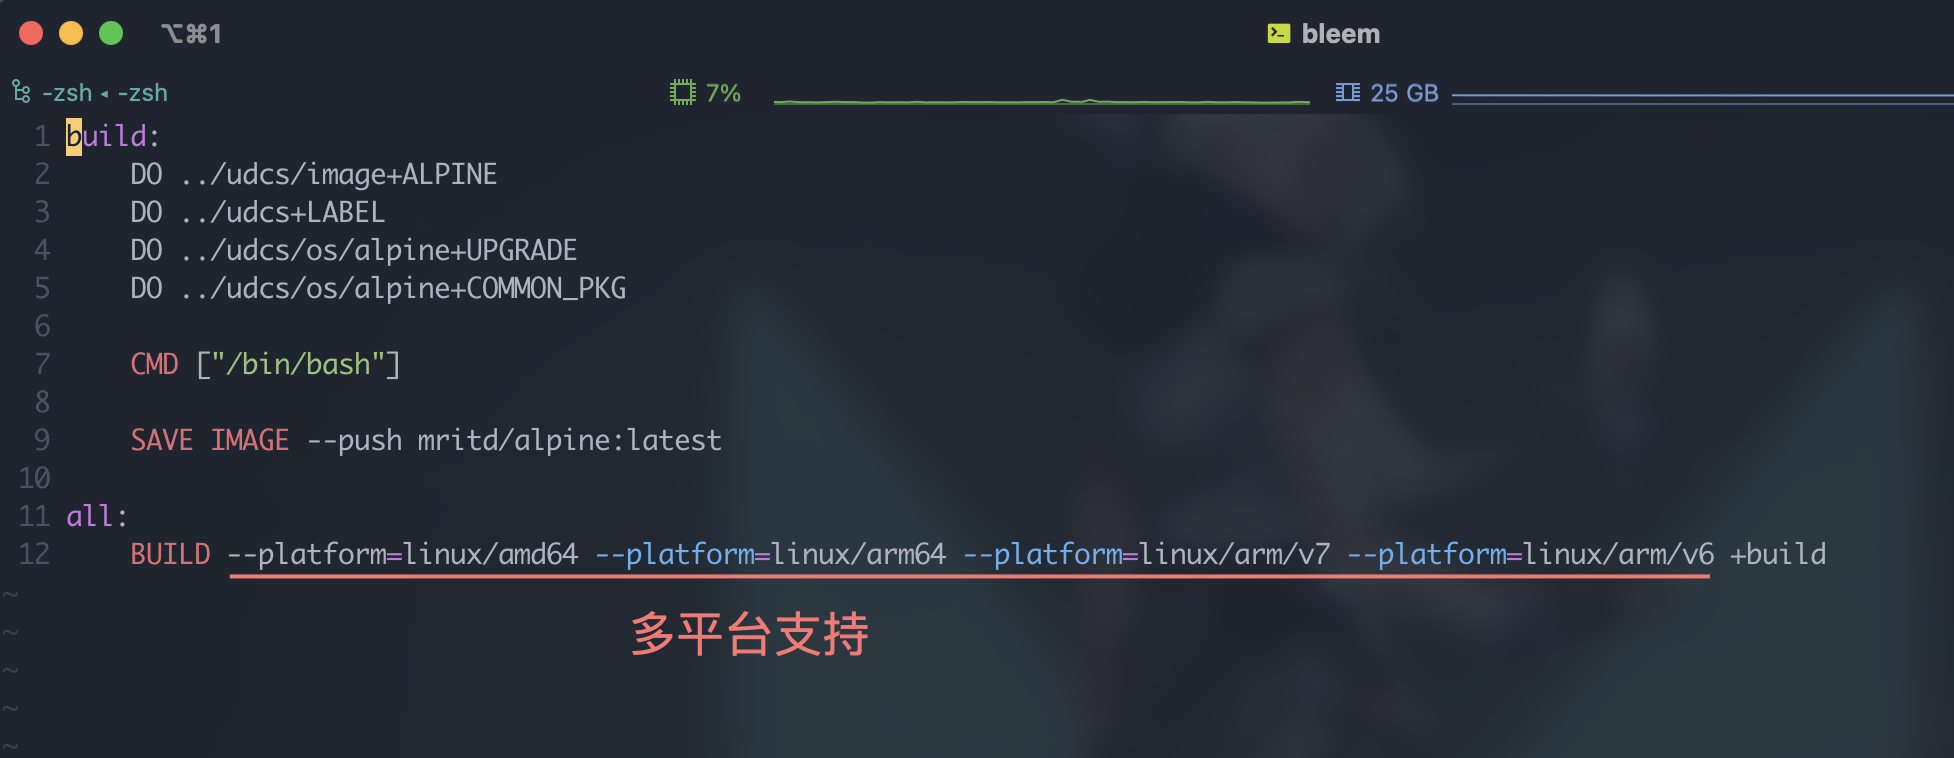 ⌥⌘1
bleem
-zsh ◂ -zsh
7%
25 GB
1 build:
2     DO ../udcs/image+ALPINE
3     DO ../udcs+LABEL
4     DO ../udcs/os/alpine+UPGRADE
5     DO ../udcs/os/alpine+COMMON_PKG
6
7     CMD ["/bin/bash"]
8
9     SAVE IMAGE --push mritd/alpine:latest
10
11 all:
12     BUILD --platform=linux/amd64 --platform=linux/arm64 --platform=linux/arm/v7 --platform=linux/arm/v6 +build
~
~
多平台支持
~
~
~